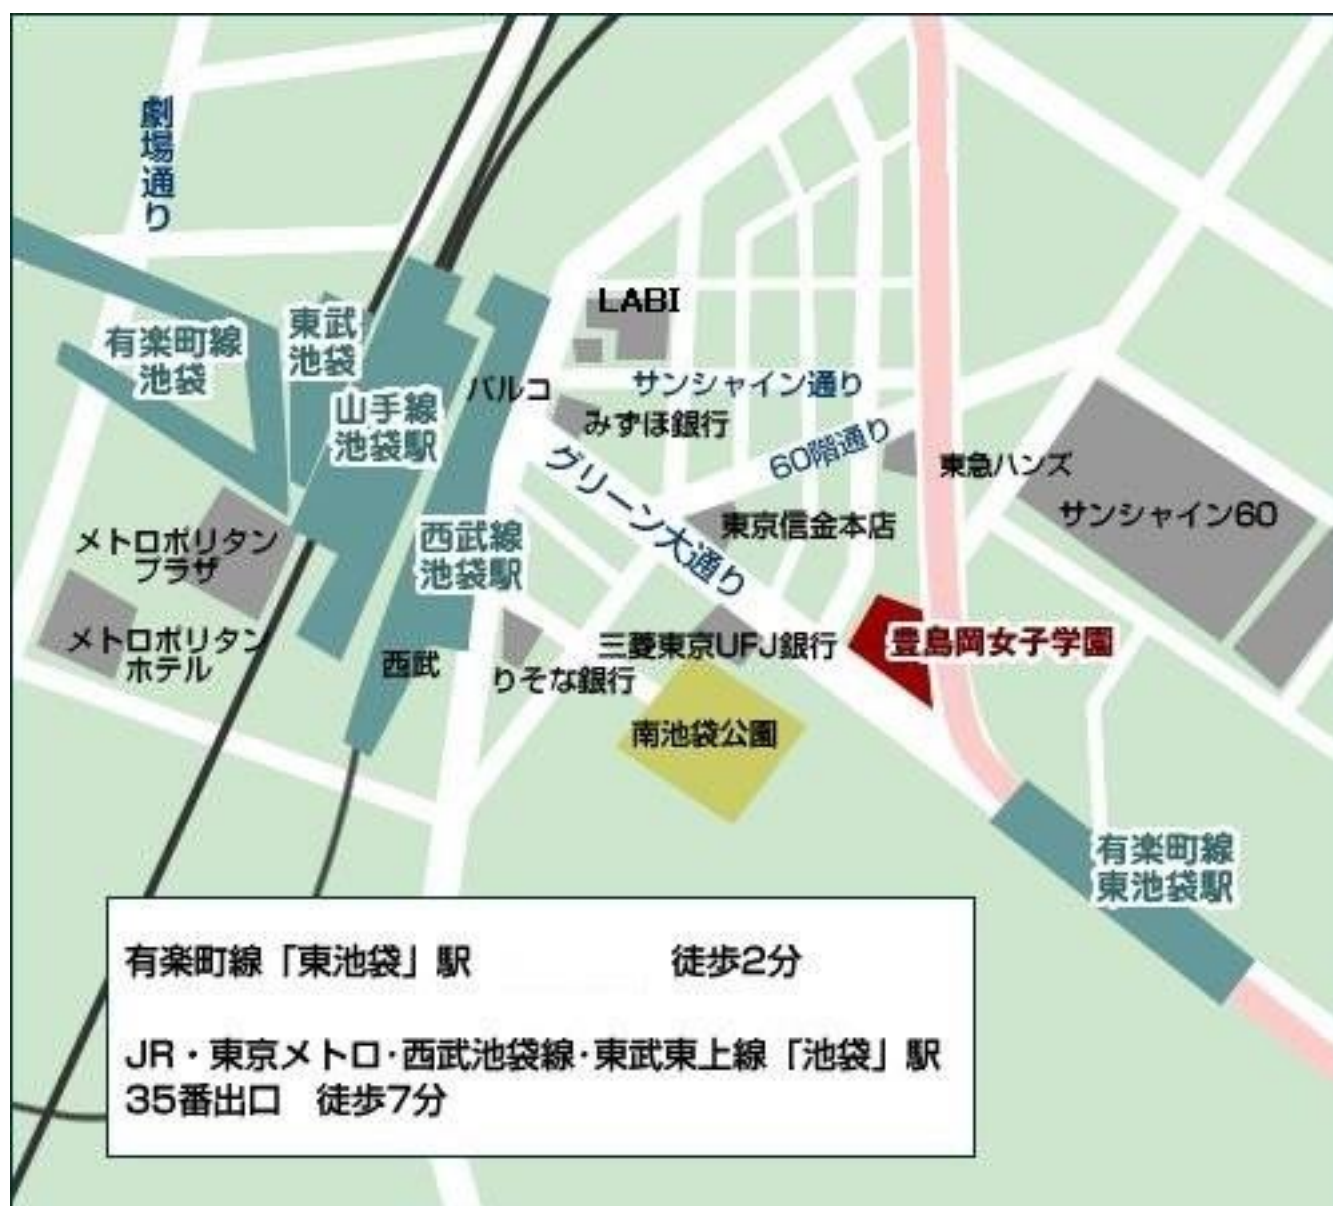 劇場通り
LABI
有楽町線
池袋
東武
池袋
山手線
池袋駅
パルコ
サンシャイン通り
みずほ銀行
60階通り
東急ハンズ
グリーン大通り
サンシャイン60
メトロポリタン
プラザ
西武線
池袋駅
東京信金本店
メトロポリタン
ホテル
西武
りそな銀行
三菱東京UFJ銀行
豊島岡女子学園
南池袋公園
有楽町線
東池袋駅
有楽町線「東池袋」駅 徒歩2分
JR・東京メトロ・西武池袋線・東武東上線「池袋」駅
35番出口 徒歩7分